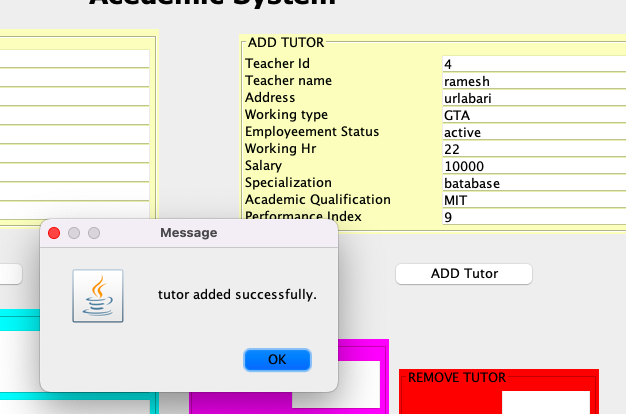 Acedemic System
ADD TUTOR
Teacher Id 4
Teacher name ramesh
Address urlabari
Working type GTA
Employeement Status active
Working Hr 22
Salary 10000
Specialization batabase
Academic Qualification MIT
Performance Index 9
Message
tutor added successfully.
OK
ADD Tutor
REMOVE TUTOR